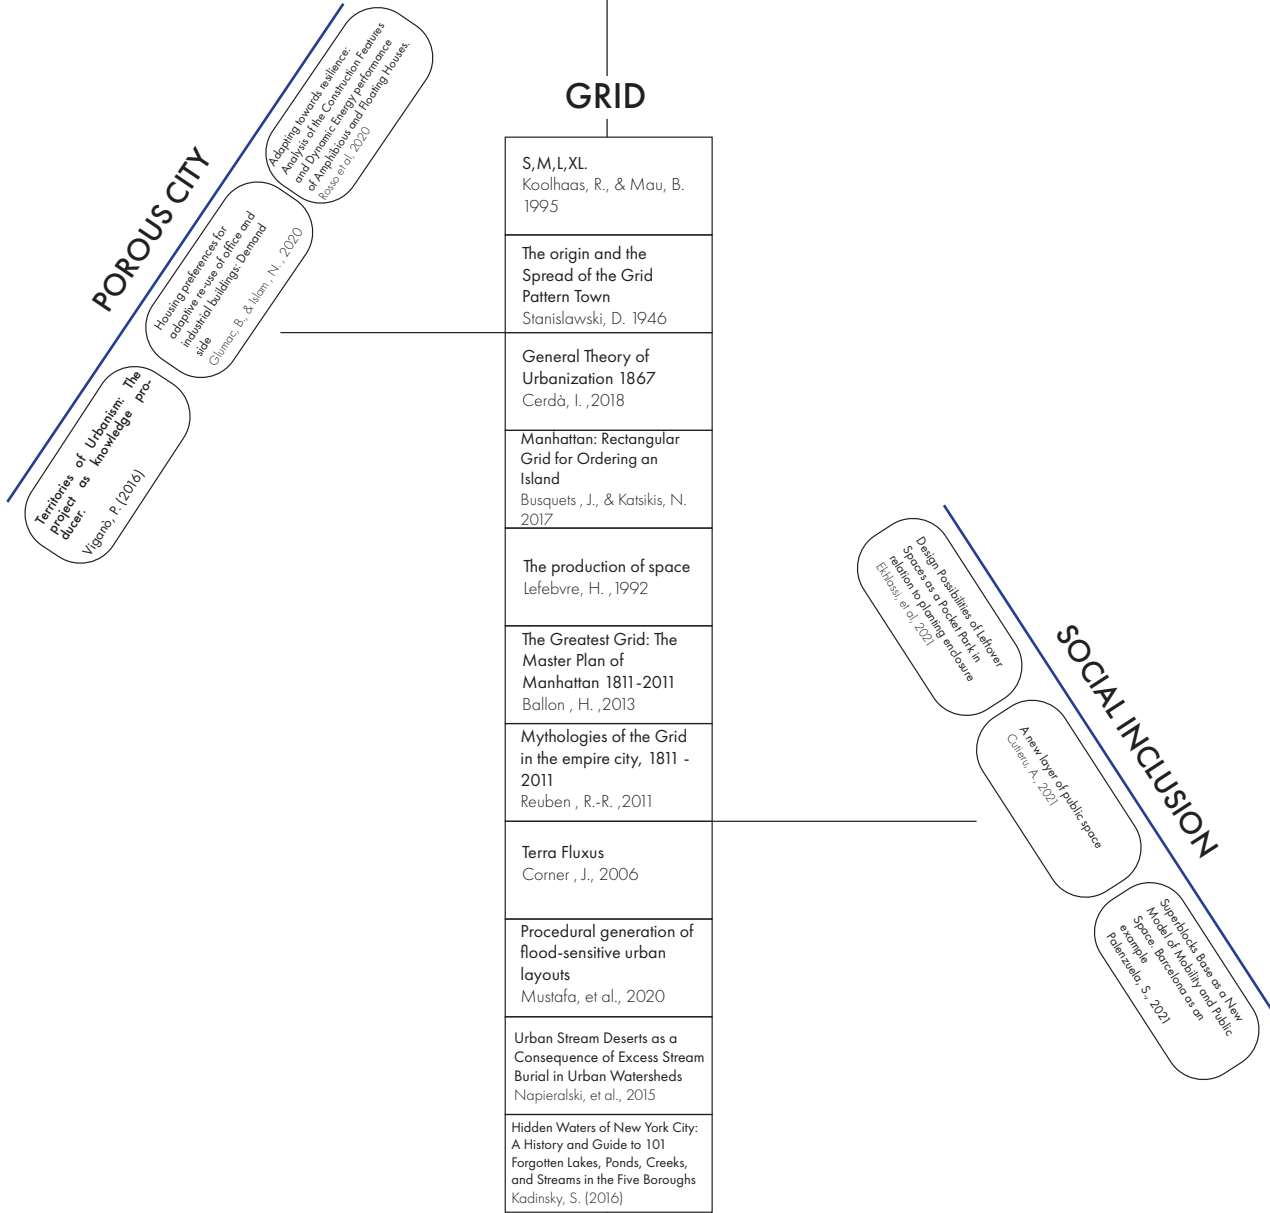 POROUS CITY
Adapting towards resilience:
Analysis of the Construction Features
and Dynamic Energy performance
of Amphibious and Floating Houses.
Rosso et al, 2020
Housing preferences for
adaptive re-use of office and
industrial buildings: Demand
side
Glumac, B., & Islam , N. , 2020
Territories of Urbanism: The
project as knowledge pro-
ducer.
Viganò, P. (2016)
GRID
S,M,L,XL.
Koolhaas, R., & Mau, B.
1995
The origin and the
Spread of the Grid
Pattern Town
Stanislawski, D. 1946
General Theory of
Urbanization 1867
Cerdà, I. ,2018
Manhattan: Rectangular
Grid for Ordering an
Island
Busquets , J., & Katsikis, N.
2017
The production of space
Lefebvre, H. ,1992
The Greatest Grid: The
Master Plan of
Manhattan 1811-2011
Ballon , H. ,2013
Mythologies of the Grid
in the empire city, 1811 -
2011
Reuben , R.-R. ,2011
Terra Fluxus
Corner , J., 2006
Procedural generation of
flood-sensitive urban
layouts
Mustafa, et al., 2020
Urban Stream Deserts as a
Consequence of Excess Stream
Burial in Urban Watersheds
Napieralski, et al., 2015
Hidden Waters of New York City:
A History and Guide to 101
Forgotten Lakes, Ponds, Creeks,
and Streams in the Five Boroughs
Kadinsky, S. (2016)
SOCIAL INCLUSION
Design Possibilities of Leftover
Spaces as a Pocket Park in
relation to planting enclosure
Ekhlassi, et al, 2021
A new layer of public space
Cutieru, A., 2021
Superblocks Base as a New
Model of Mobility and Public
Space. Barcelona as an
example
Palenzuela, S., 2021